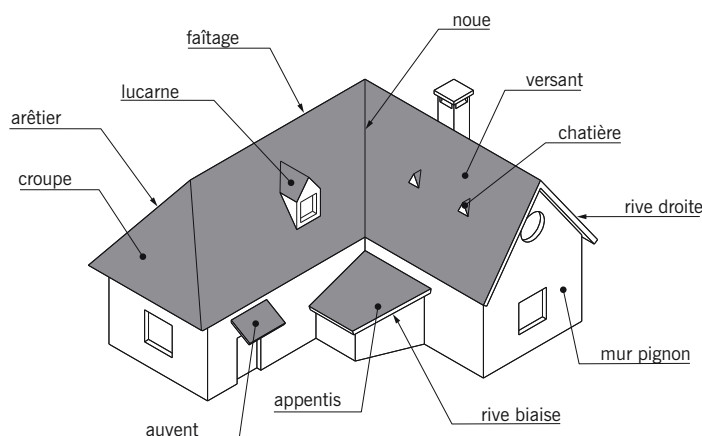 noue
faîtage
versant
lucarne
arêtier
chatière
croupe
rive droite
mur pignon
appentis
rive biaise
auvent